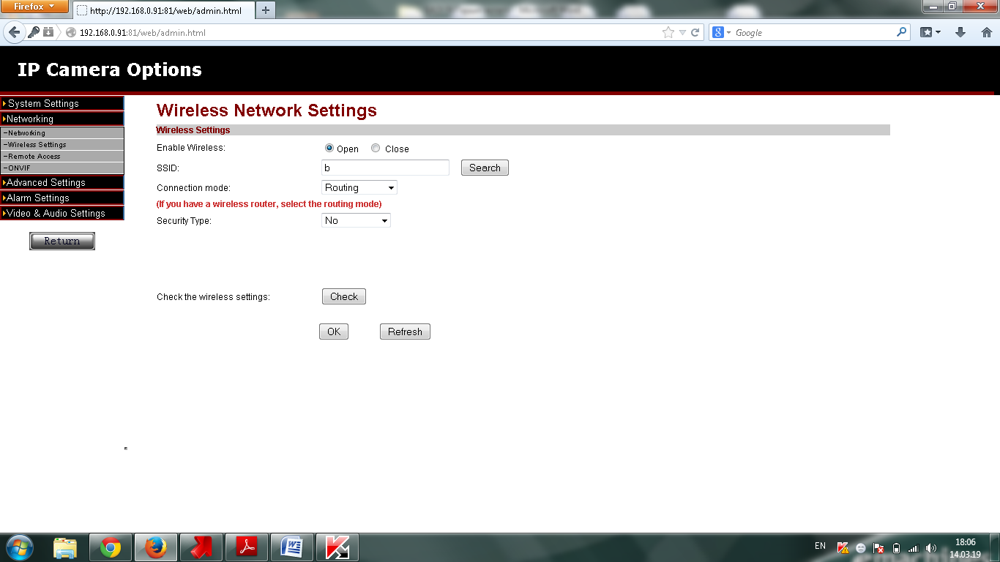 Firefox
http://192.168.0.91:81/web/admin.html
192.168.0.91:81/web/admin.html
Google
IP Camera Options
System Settings
Networking
Networking
Wireless Settings
Remote Access
ONVIF
Advanced Settings
Alarm Settings
Video & Audio Settings
Return
Wireless Network Settings
Wireless Settings
Enable Wireless: Open Close
SSID: b Search
Connection mode: Routing
(If you have a wireless router, select the routing mode)
Security Type: No
Check the wireless settings: Check
OK Refresh
EN
18:06
14.03.19